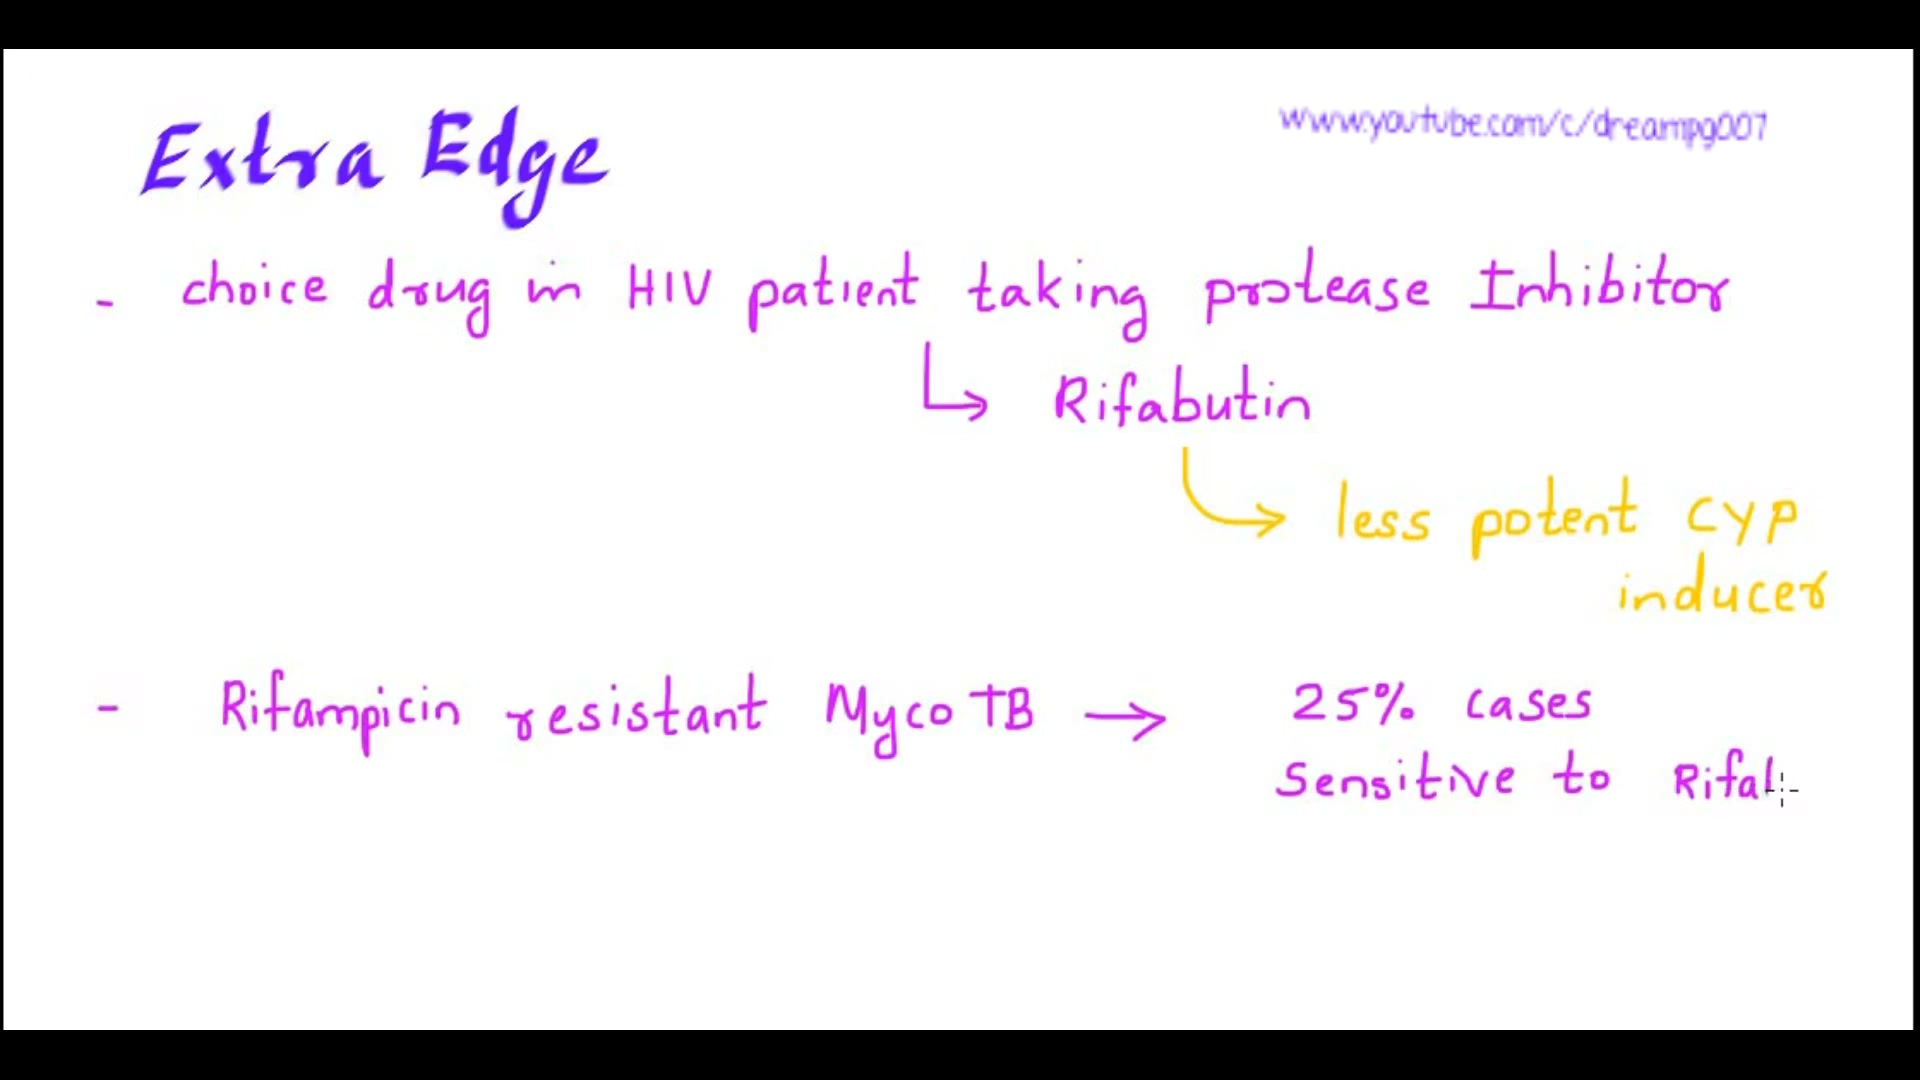 Extra Edge
www.youtube.com/c/dreampg007
- choice drug in HIV patient taking protease Inhibitor
↳ Rifabutin
↳ less potent CYP
inducer
- Rifampicin resistant Myco TB → 25% cases
Sensitive to